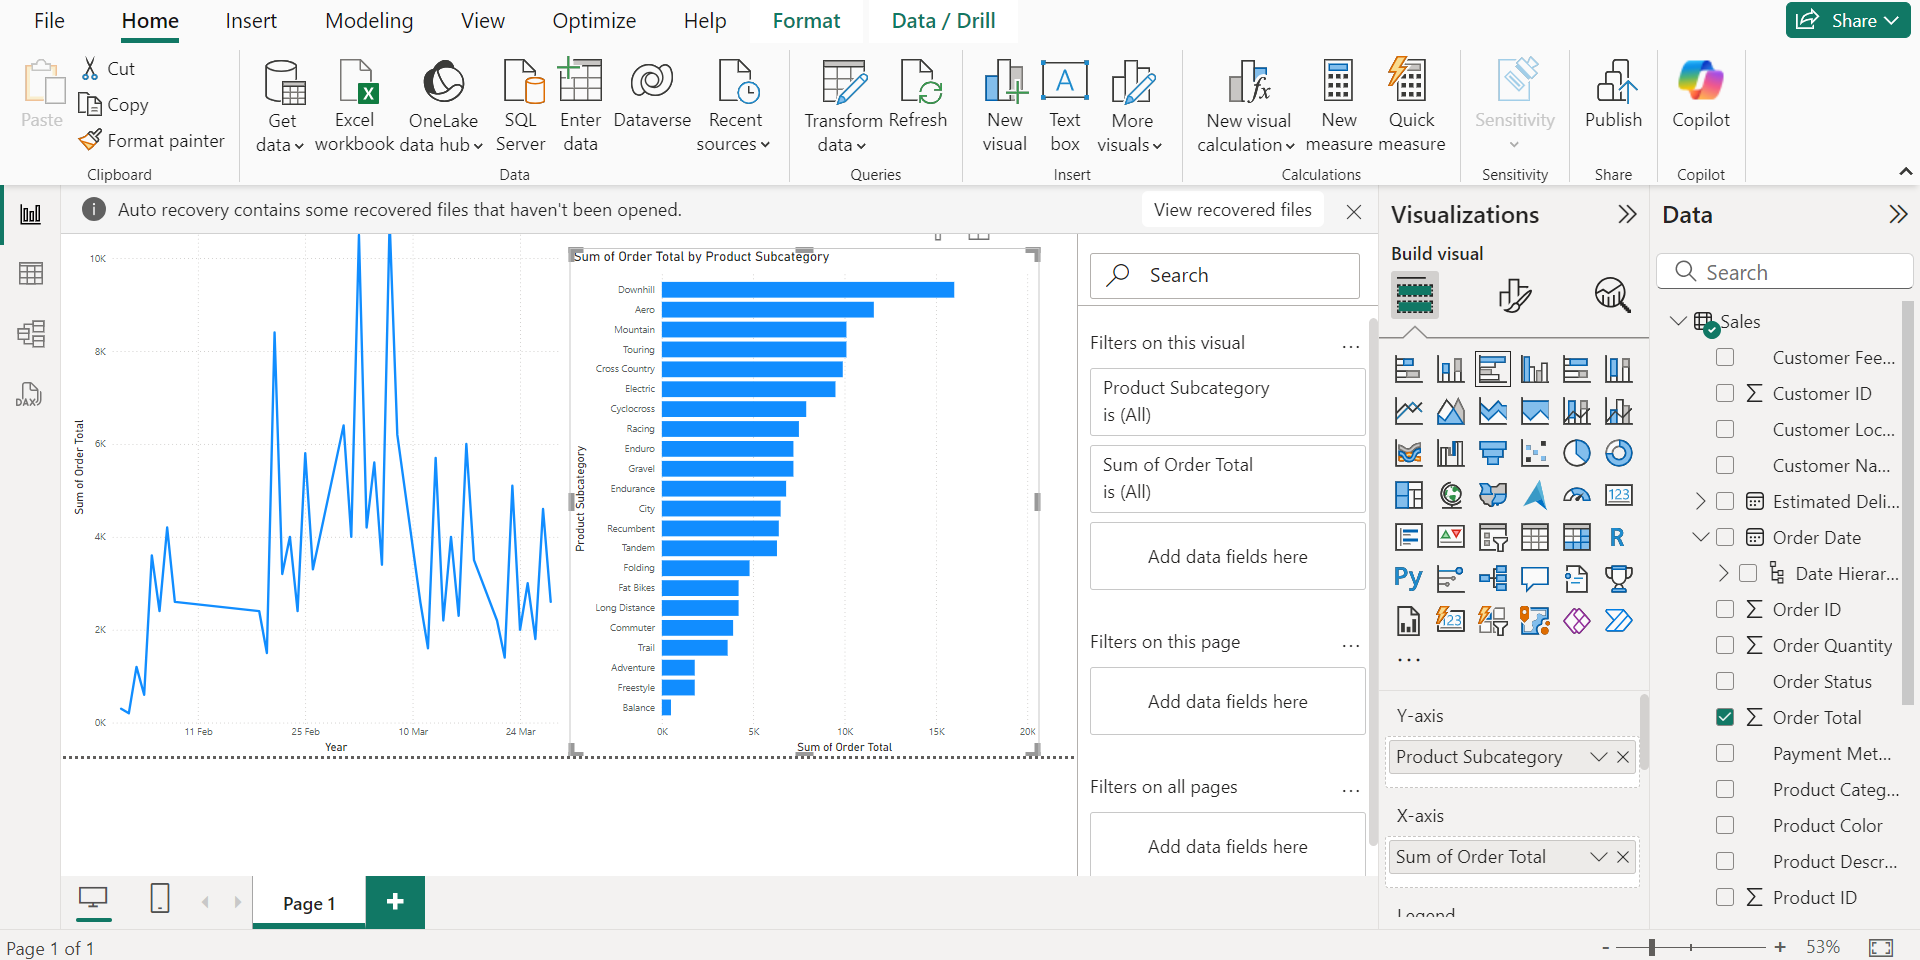 File Home Insert Modeling View Optimize Help Format Data / Drill Share
Paste
Cut
Copy
Format painter
Clipboard
Get
data
Excel
workbook
OneLake
data hub
SQL
Server
Enter
data
Dataverse
Recent
sources
Data
Transform
data
Refresh
Queries
New
visual
Text
box
More
visuals
Insert
New visual
calculation
New
measure
Quick
measure
Calculations
Sensitivity
Sensitivity
Publish
Share
Copilot
Copilot
Auto recovery contains some recovered files that haven't been opened.
View recovered files
DAX
Sum of Order Total
10K
8K
6K
4K
2K
0K
11 Feb 25 Feb 10 Mar 24 Mar
Year
Sum of Order Total by Product Subcategory
Product Subcategory
Downhill
Aero
Mountain
Touring
Cross Country
Electric
Cyclocross
Racing
Enduro
Gravel
Endurance
City
Recumbent
Tandem
Folding
Fat Bikes
Long Distance
Commuter
Trail
Adventure
Freestyle
Balance
0K 5K 10K 15K 20K
Sum of Order Total
Search
Filters on this visual
Product Subcategory
is (All)
Sum of Order Total
is (All)
Add data fields here
Filters on this page
Add data fields here
Filters on all pages
Add data fields here
Visualizations
Build visual
123
R
Py
123
Y-axis
Product Subcategory
X-axis
Sum of Order Total
Legend
Data
Search
Sales
Customer Fee...
Customer ID
Customer Loc...
Customer Na...
Estimated Deli...
Order Date
Date Hierar...
Order ID
Order Quantity
Order Status
Order Total
Payment Met...
Product Categ...
Product Color
Product Descr...
Product ID
Page 1
Page 1 of 1
53%